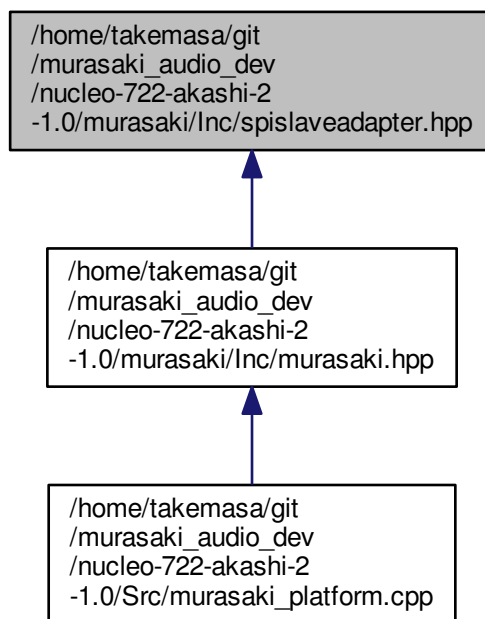 /home/takemasa/git
/murasaki_audio_dev
/nucleo-722-akashi-2
-1.0/murasaki/Inc/spislaveadapter.hpp
/home/takemasa/git
/murasaki_audio_dev
/nucleo-722-akashi-2
-1.0/murasaki/Inc/murasaki.hpp
/home/takemasa/git
/murasaki_audio_dev
/nucleo-722-akashi-2
-1.0/Src/murasaki_platform.cpp